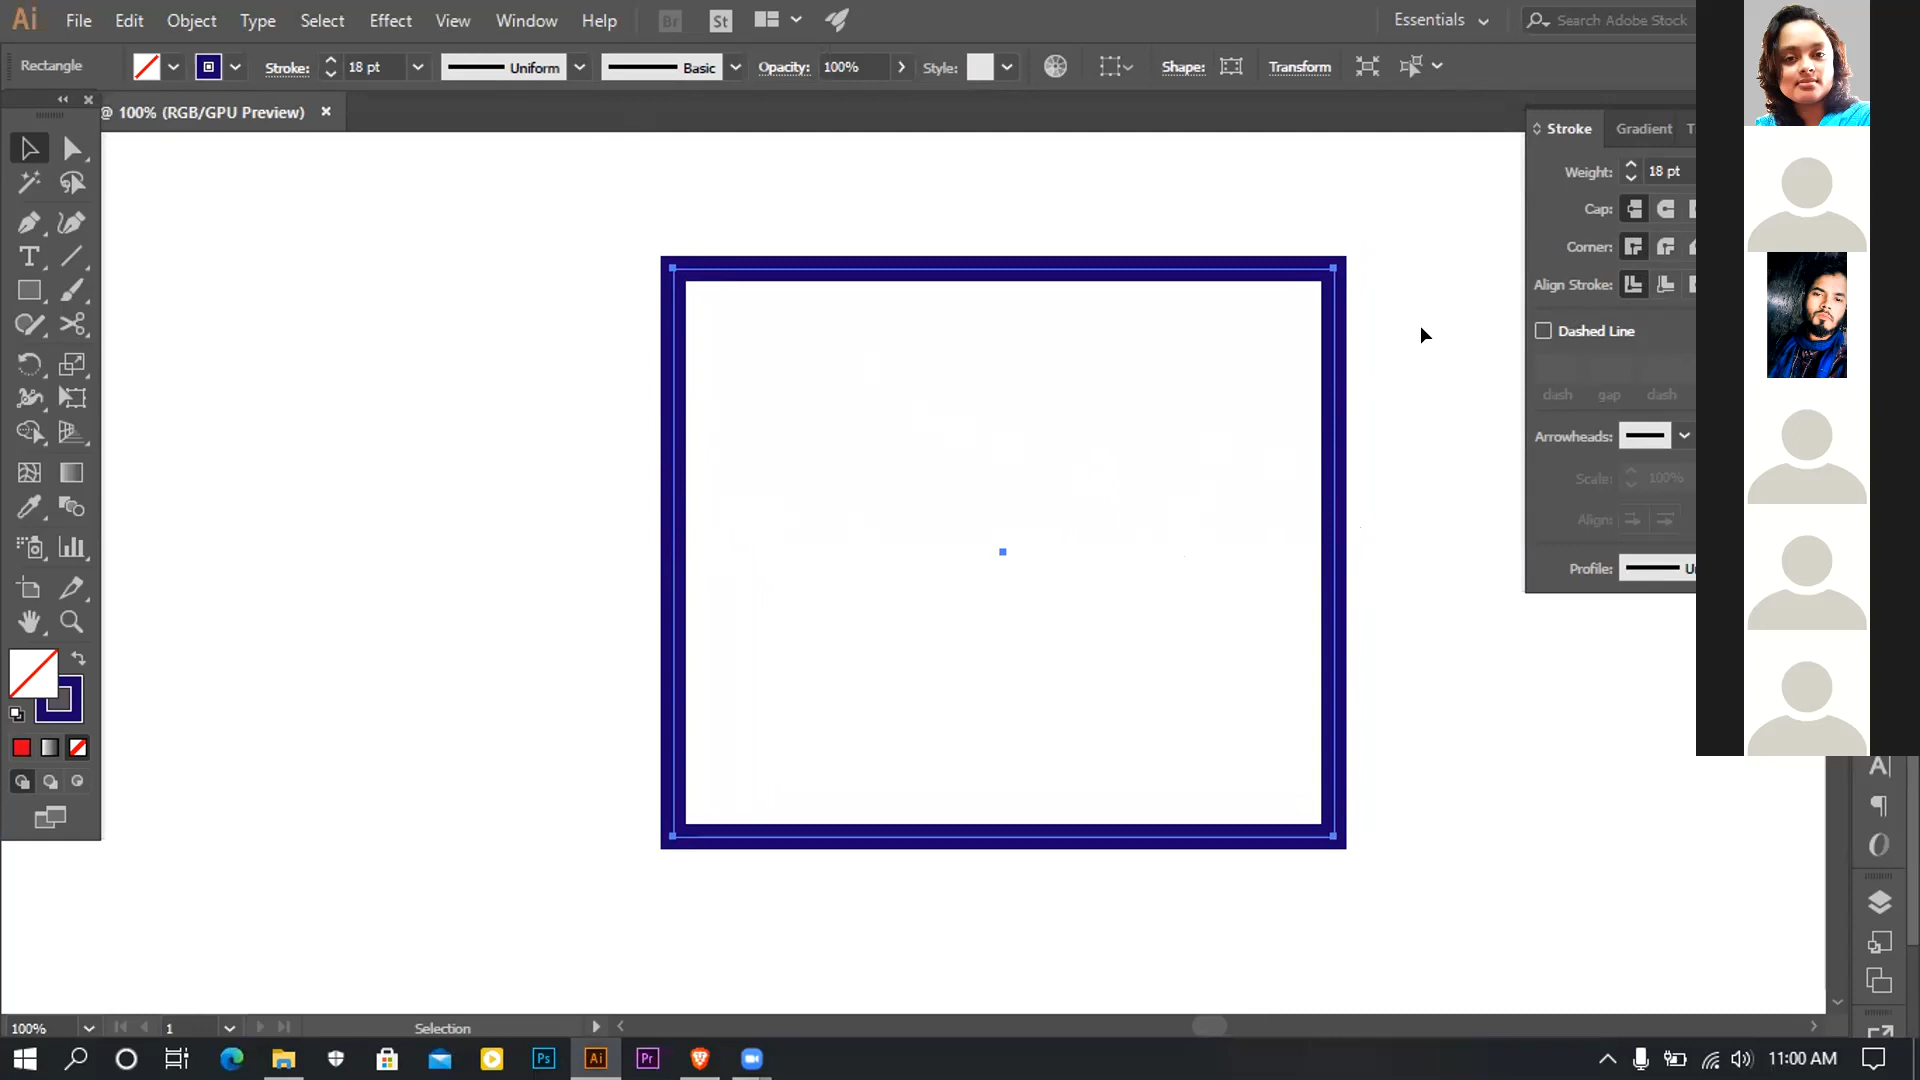 Ai File Edit Object Type Select Effect View Window Help Br St Essentials Search Adobe Stock
Rectangle Stroke: 18 pt Uniform Basic Opacity: 100% Style: Shape: Transform
@ 100% (RGB/GPU Preview) ×
Stroke Gradient T
Weight: 18 pt
Cap:
Corner:
Align Stroke:
Dashed Line
dash gap dash
Arrowheads:
Scale: 100%
Align:
Profile: U
100% 1 Selection
Ps Ai Pr 11:00 AM